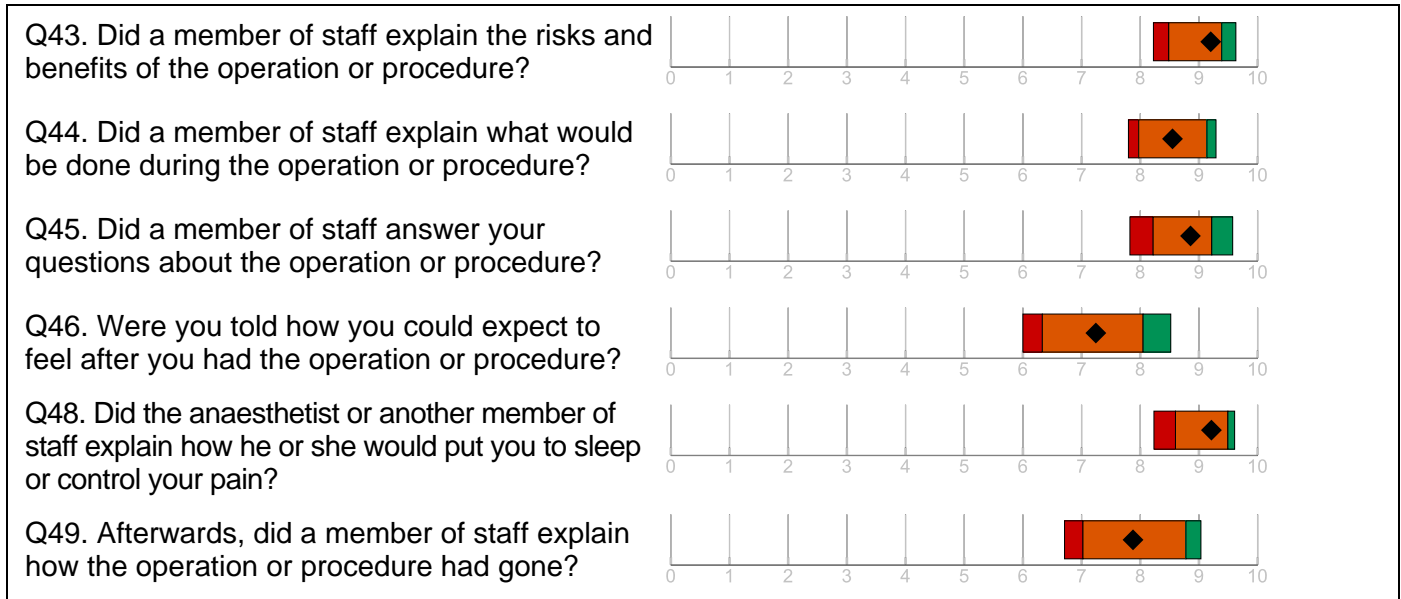 Q43. Did a member of staff explain the risks and
benefits of the operation or procedure?
0 1 2 3 4 5 6 7 8 9 10
Q44. Did a member of staff explain what would
be done during the operation or procedure?
0 1 2 3 4 5 6 7 8 9 10
Q45. Did a member of staff answer your
questions about the operation or procedure?
0 1 2 3 4 5 6 7 8 9 10
Q46. Were you told how you could expect to
feel after you had the operation or procedure?
0 1 2 3 4 5 6 7 8 9 10
Q48. Did the anaesthetist or another member of
staff explain how he or she would put you to sleep
or control your pain?
0 1 2 3 4 5 6 7 8 9 10
Q49. Afterwards, did a member of staff explain
how the operation or procedure had gone?
0 1 2 3 4 5 6 7 8 9 10